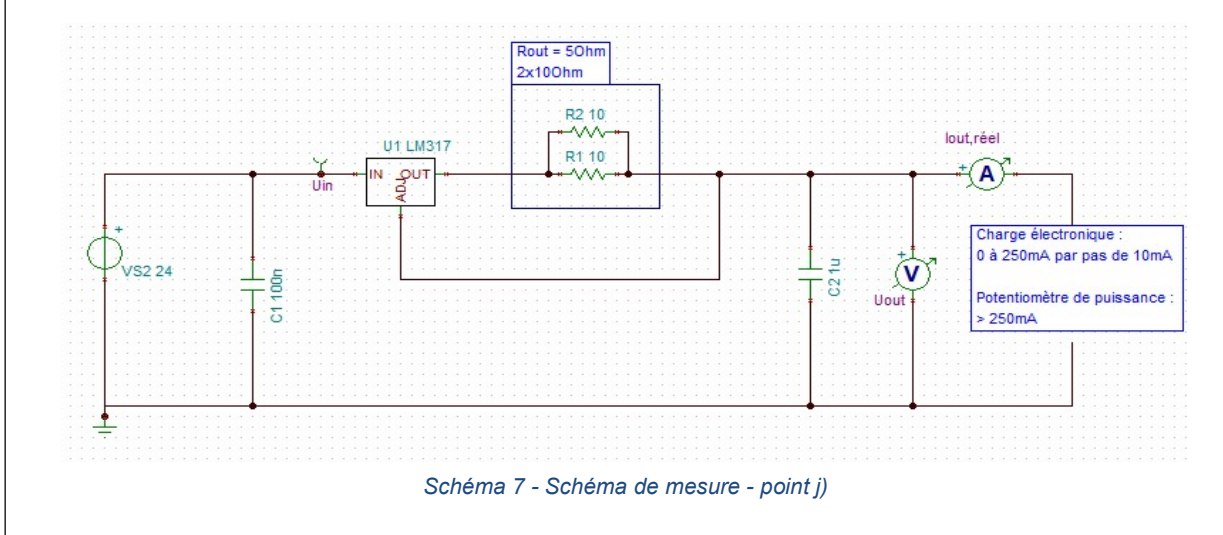 Rout = 5Ohm
2x10Ohm
R2 10
R1 10
U1 LM317
IN
OUT
ADJ
Uin
Iout,réel
+
A
+
VS2 24
C1 100n
C2 1u
+
V
Uout
Charge électronique :
0 à 250mA par pas de 10mA
Potentiomètre de puissance :
> 250mA
Schéma 7 - Schéma de mesure - point j)